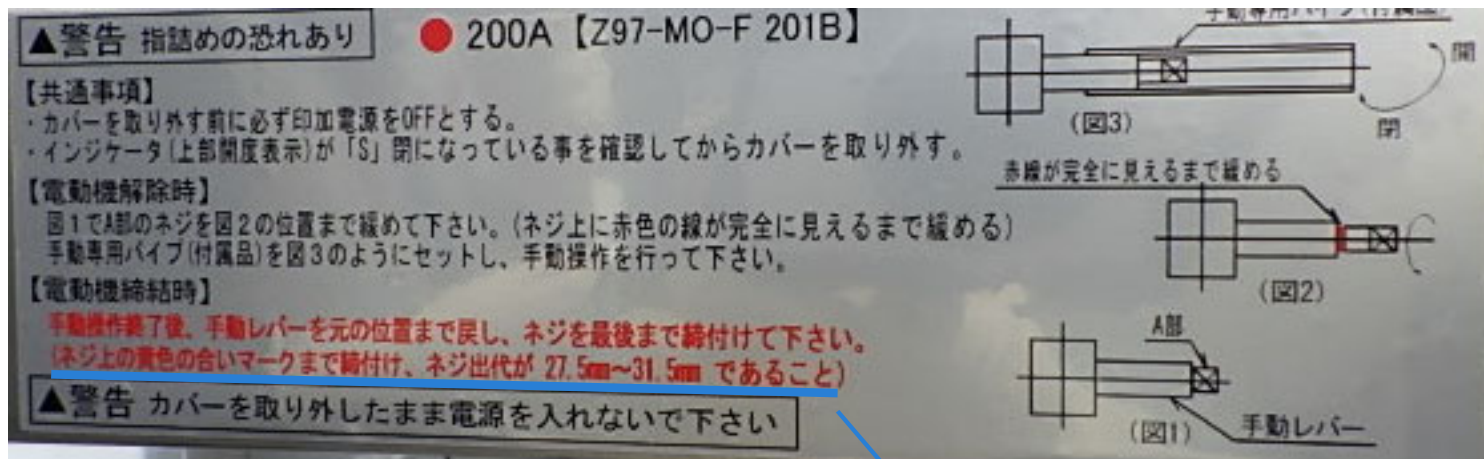 ▲警告 指詰めの恐れあり
● 200A【Z97-MO-F 201B】
【共通事項】
・カバーを取り外す前に必ず印加電源をOFFとする。
・インジケータ(上部開度表示)が「S」閉になっている事を確認してからカバーを取り外す。
【電動機解除時】
図1でA部のネジを図2の位置まで緩めて下さい。(ネジ上に赤色の線が完全に見えるまで緩める)
手動専用パイプ(付属品)を図3のようにセットし、手動操作を行って下さい。
【電動機締結時】
手動操作終了後、手動レバーを元の位置まで戻し、ネジを最後まで締付けて下さい。
(ネジ上の黄色の合いマークまで締付け、ネジ出代が 27.5mm～31.5mm であること)
▲警告 カバーを取り外したまま電源を入れないで下さい
手動専用パイプ(付属品)
開
閉
(図3)
赤線が完全に見えるまで緩める
(図2)
A部
(図1)
手動レバー